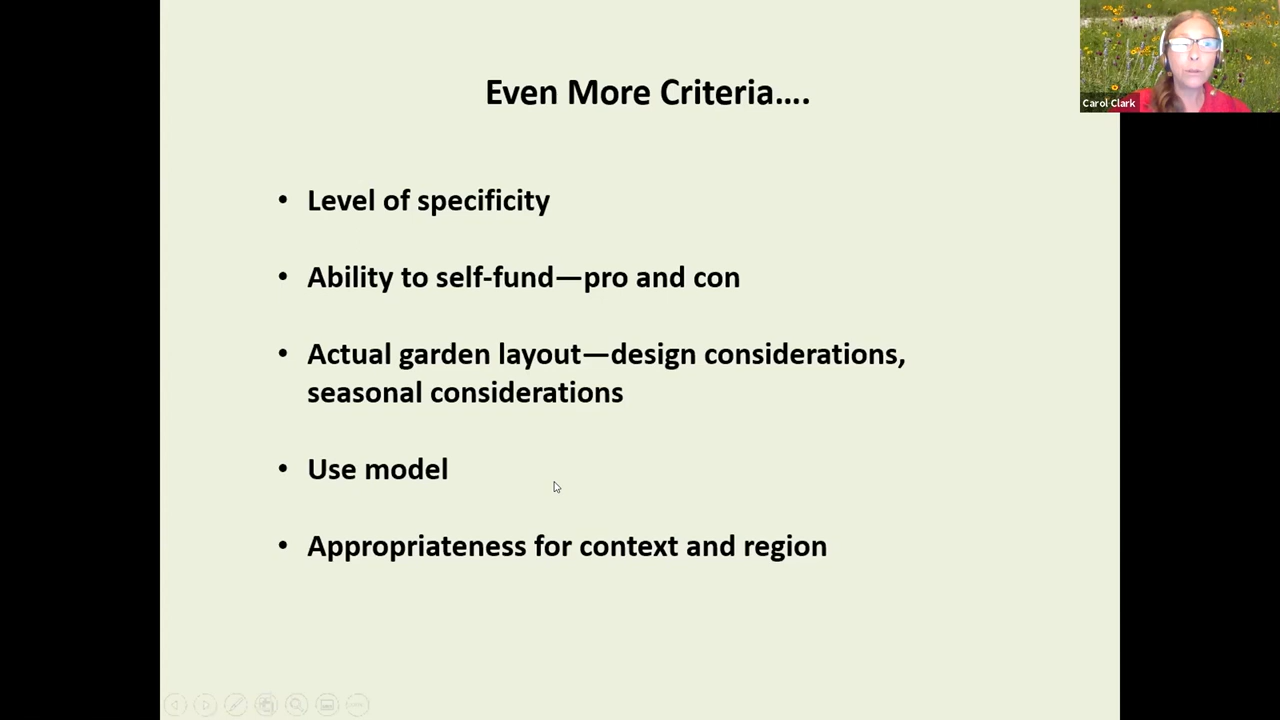 Even More Criteria....
Carol Clark
• Level of specificity
• Ability to self-fund—pro and con
• Actual garden layout—design considerations,
seasonal considerations
• Use model
• Appropriateness for context and region